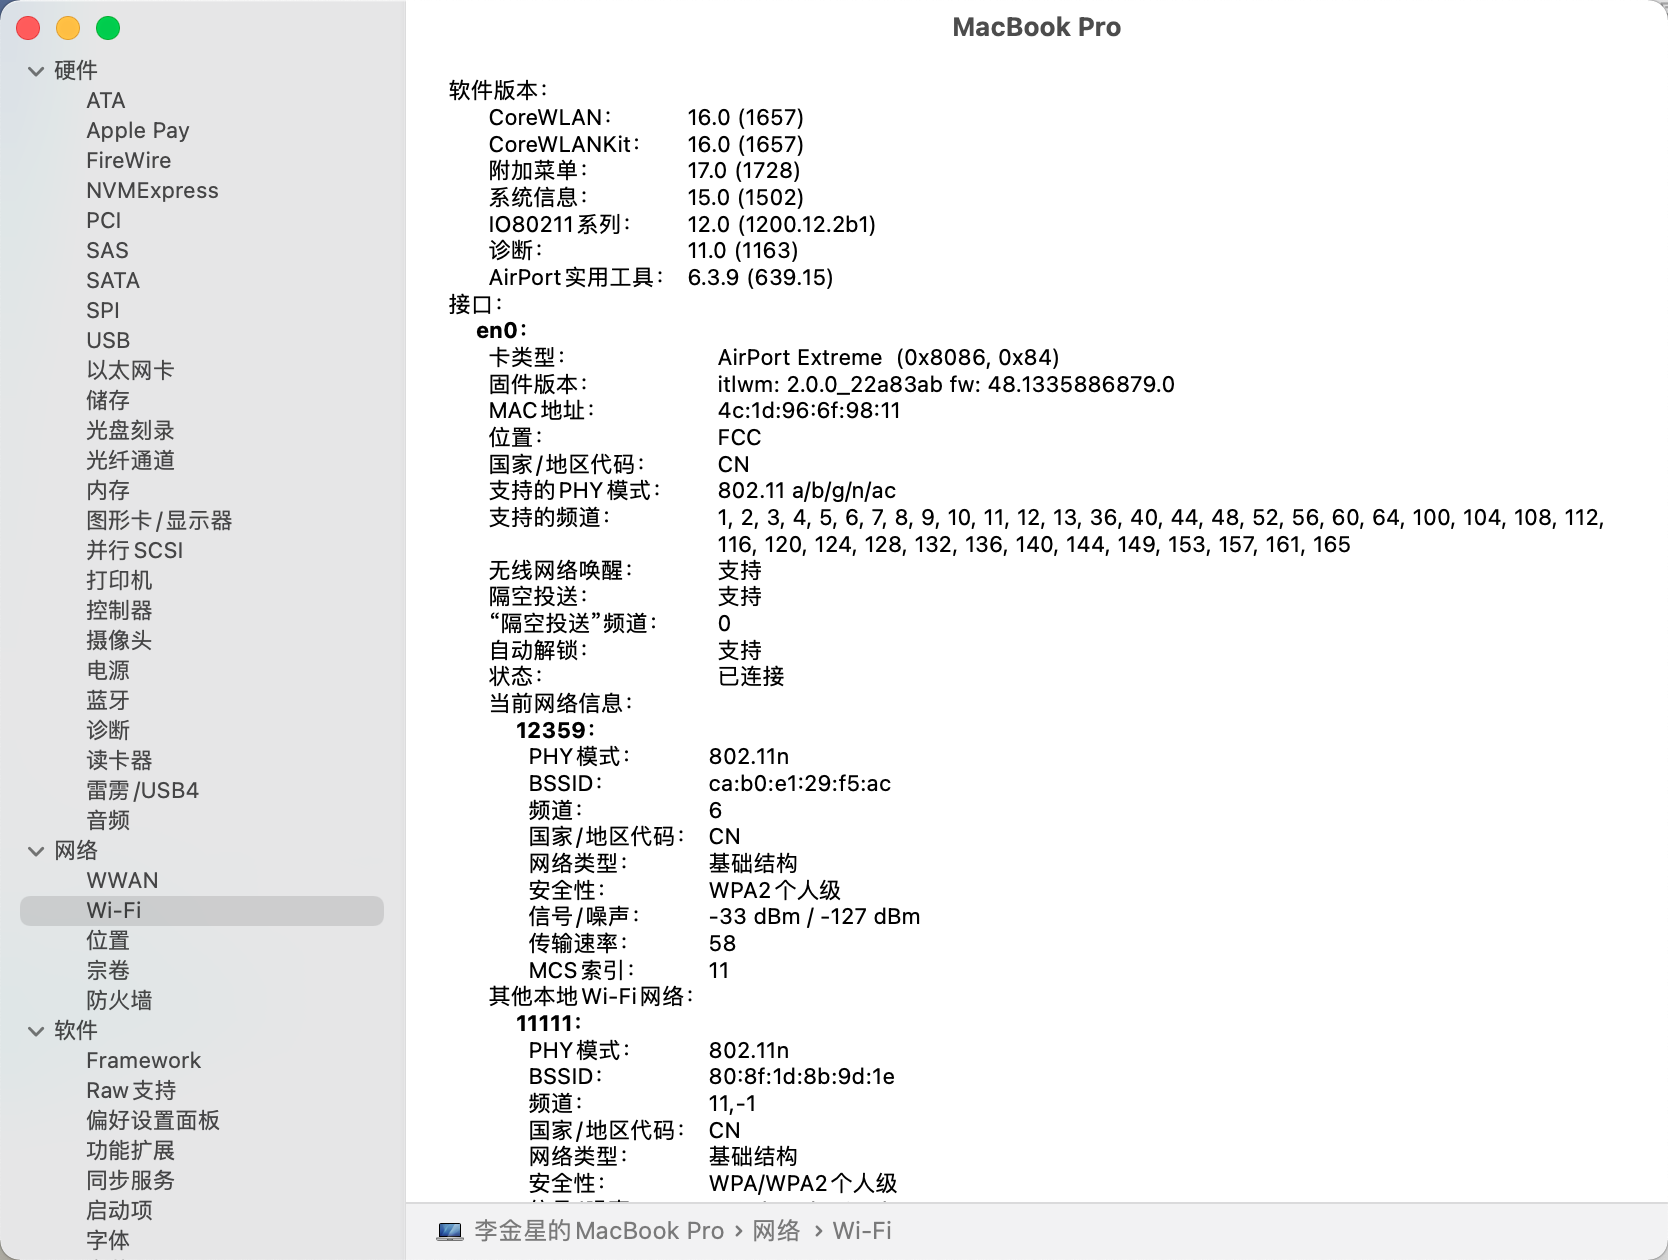 MacBook Pro
硬件
ATA
Apple Pay
FireWire
NVMExpress
PCI
SAS
SATA
SPI
USB
以太网卡
储存
光盘刻录
光纤通道
内存
图形卡/显示器
并行SCSI
打印机
控制器
摄像头
电源
蓝牙
诊断
读卡器
雷雳/USB4
音频
网络
WWAN
Wi-Fi
位置
宗卷
防火墙
软件
Framework
Raw支持
偏好设置面板
功能扩展
同步服务
启动项
字体
软件版本：
CoreWLAN： 16.0 (1657)
CoreWLANKit： 16.0 (1657)
附加菜单： 17.0 (1728)
系统信息： 15.0 (1502)
IO80211系列： 12.0 (1200.12.2b1)
诊断： 11.0 (1163)
AirPort实用工具： 6.3.9 (639.15)
接口：
en0：
卡类型： AirPort Extreme (0x8086, 0x84)
固件版本： itlwm: 2.0.0_22a83ab fw: 48.1335886879.0
MAC地址： 4c:1d:96:6f:98:11
位置： FCC
国家/地区代码： CN
支持的PHY模式： 802.11 a/b/g/n/ac
支持的频道： 1, 2, 3, 4, 5, 6, 7, 8, 9, 10, 11, 12, 13, 36, 40, 44, 48, 52, 56, 60, 64, 100, 104, 108, 112,
116, 120, 124, 128, 132, 136, 140, 144, 149, 153, 157, 161, 165
无线网络唤醒： 支持
隔空投送： 支持
“隔空投送”频道： 0
自动解锁： 支持
状态： 已连接
当前网络信息：
12359：
PHY模式： 802.11n
BSSID： ca:b0:e1:29:f5:ac
频道： 6
国家/地区代码： CN
网络类型： 基础结构
安全性： WPA2个人级
信号/噪声： -33 dBm / -127 dBm
传输速率： 58
MCS索引： 11
其他本地Wi-Fi网络：
11111：
PHY模式： 802.11n
BSSID： 80:8f:1d:8b:9d:1e
频道： 11,-1
国家/地区代码： CN
网络类型： 基础结构
安全性： WPA/WPA2个人级
李金星的MacBook Pro › 网络 › Wi-Fi